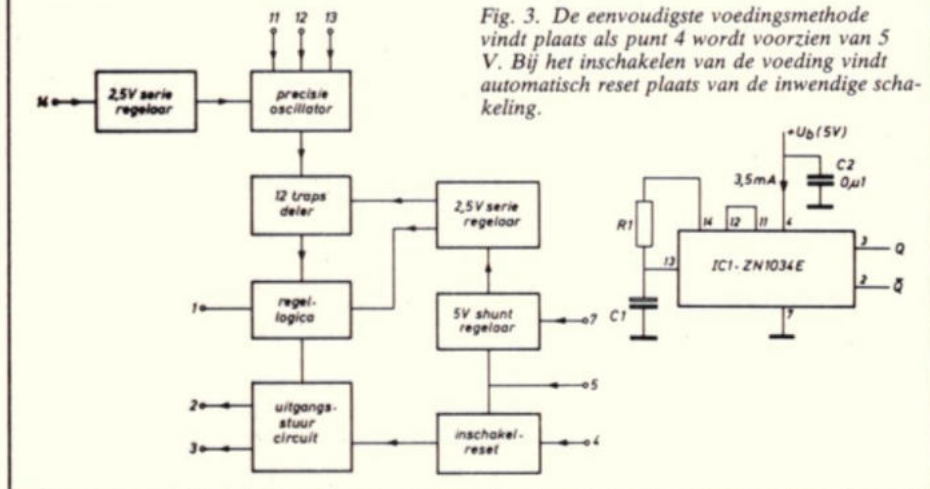 11 12 13
Fig. 3. De eenvoudigste voedingsmethode
vindt plaats als punt 4 wordt voorzien van 5
V. Bij het inschakelen van de voeding vindt
automatisch reset plaats van de inwendige scha-
keling.
14
2,5V serie
regelaar
precisie
oscillator
12 traps
deler
2,5V serie
regelaar
1
regel-
logica
5V shunt
regelaar
7
5
2
3
uitgangs-
stuur
circuit
inschakel-
reset
4
+Ub(5V)
3,5mA
C2
0,µ1
R1
14 12 11 4
13
IC1-ZN1034E
3 Q
2 Q̅
C1
7